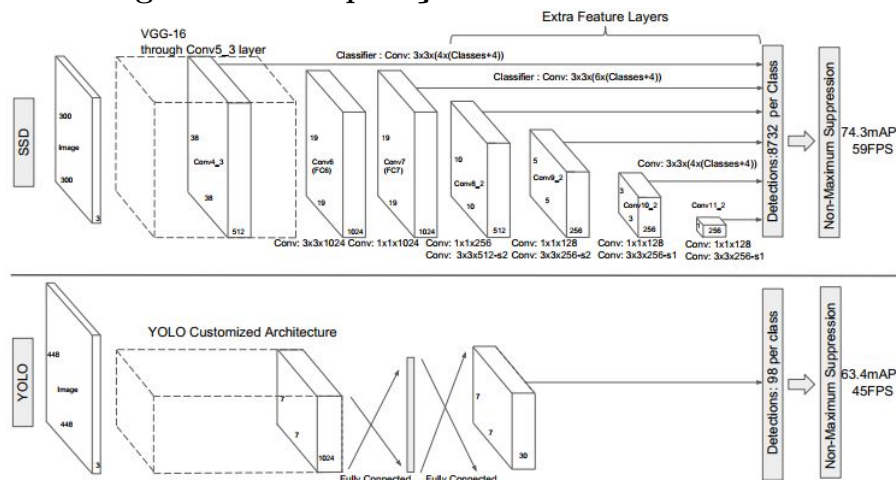 Extra Feature Layers
VGG-16
through Conv5_3 layer
Classifier : Conv: 3x3x(4x(Classes+4))
Classifier : Conv: 3x3x(6x(Classes+4))
SSD
300
Image
300
3
38
Conv4_3
38
512
19
Conv6
(FC6)
19
1024
19
Conv7
(FC7)
19
1024
10
Conv8_2
10
512
5
Conv9_2
5
256
Conv: 3x3x(4x(Classes+4))
3
Conv10_2
3
256
Conv11_2
1
256
Conv: 3x3x1024
Conv: 1x1x1024
Conv: 1x1x256
Conv: 3x3x512-s2
Conv: 1x1x128
Conv: 3x3x256-s2
Conv: 1x1x128
Conv: 3x3x256-s1
Conv: 1x1x128
Conv: 3x3x256-s1
Detections:8732 per Class
Non-Maximum Suppression
74.3mAP
59FPS
YOLO
448
Image
448
3
YOLO Customized Architecture
7
7
1024
Fully Connected
Fully Connected
7
7
30
Detections: 98 per class
Non-Maximum Suppression
63.4mAP
45FPS